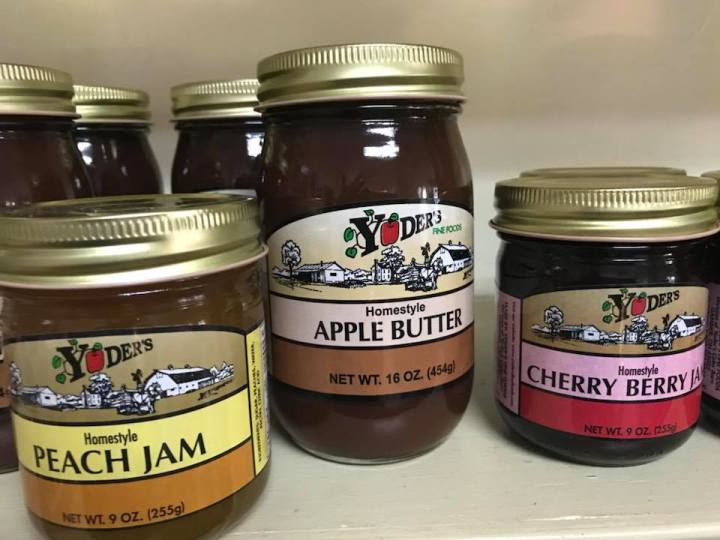 YODER'S
Homestyle
PEACH JAM
NET WT. 9 OZ. (255g)
YODER'S
FINE FOODS
Homestyle
APPLE BUTTER
NET WT. 16 OZ. (454g)
YODER'S
Homestyle
CHERRY BERRY JA
NET WT. 9 OZ. (255g)